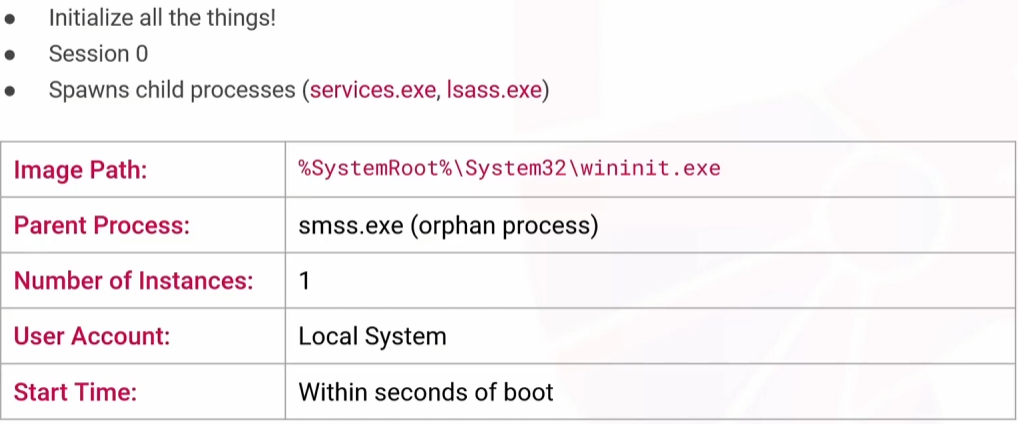 ● Initialize all the things!
● Session 0
● Spawns child processes (services.exe, lsass.exe)
Image Path: %SystemRoot%\System32\wininit.exe
Parent Process: smss.exe (orphan process)
Number of Instances: 1
User Account: Local System
Start Time: Within seconds of boot